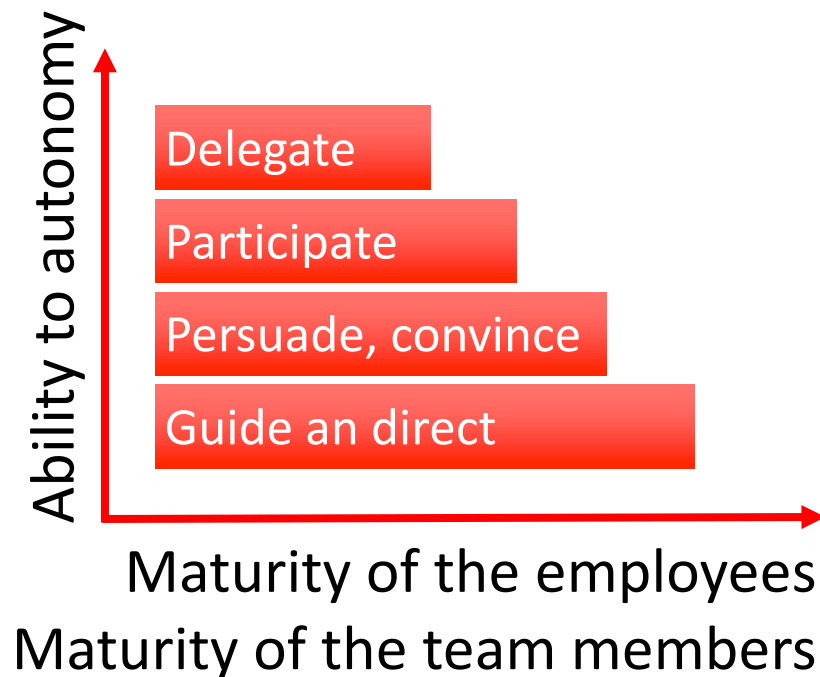 Ability to autonomy
Delegate
Participate
Persuade, convince
Guide an direct
Maturity of the employees
Maturity of the team members